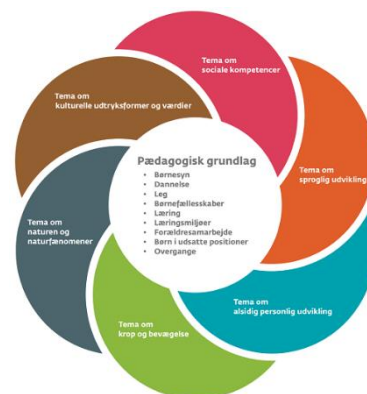 Tema om
sociale kompetencer
Tema om
sproglig udvikling
Tema om
alsidig personlig udvikling
Tema om
krop og bevægelse
Tema om
naturen og
naturfænomener
Tema om
kulturelle udtryksformer og værdier
Pædagogisk grundlag
• Børnesyn
• Dannelse
• Leg
• Børnefællesskaber
• Læring
• Læringsmiljøer
• Forældresamarbejde
• Børn i udsatte positioner
• Overgange